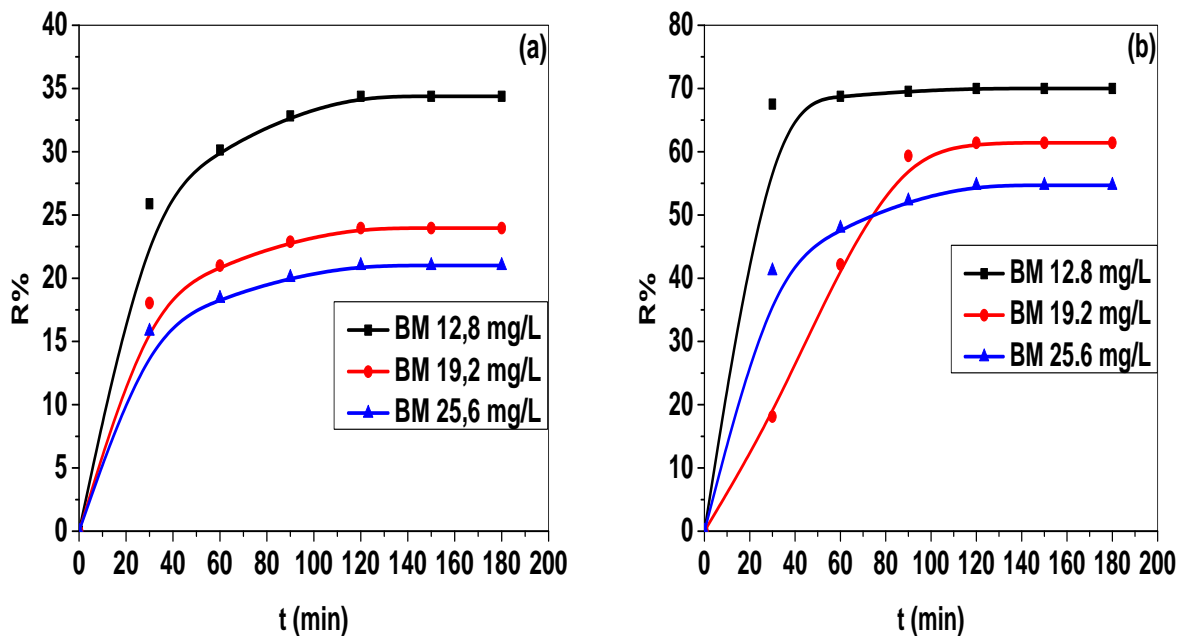 (a)
R%
40
35
30
25
20
15
10
5
0
BM 12,8 mg/L
BM 19,2 mg/L
BM 25,6 mg/L
0 20 40 60 80 100 120 140 160 180 200
t (min)
(b)
R%
80
70
60
50
40
30
20
10
0
BM 12.8 mg/L
BM 19.2 mg/L
BM 25.6 mg/L
0 20 40 60 80 100 120 140 160 180 200
t (min)